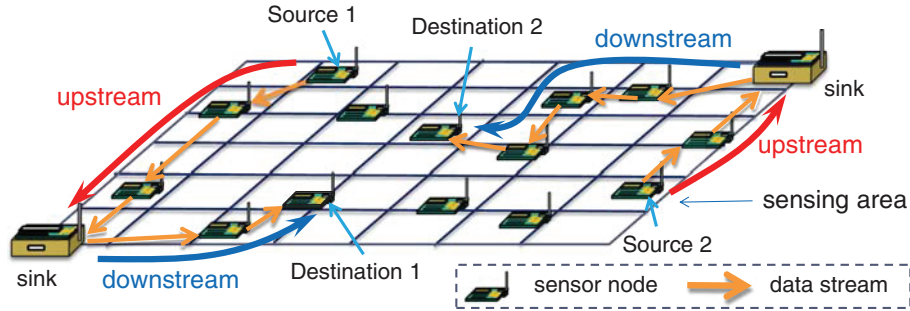 Source 1
Destination 2
downstream
upstream
sink
upstream
sensing area
Source 2
Destination 1
sink
downstream
sensor node
data stream